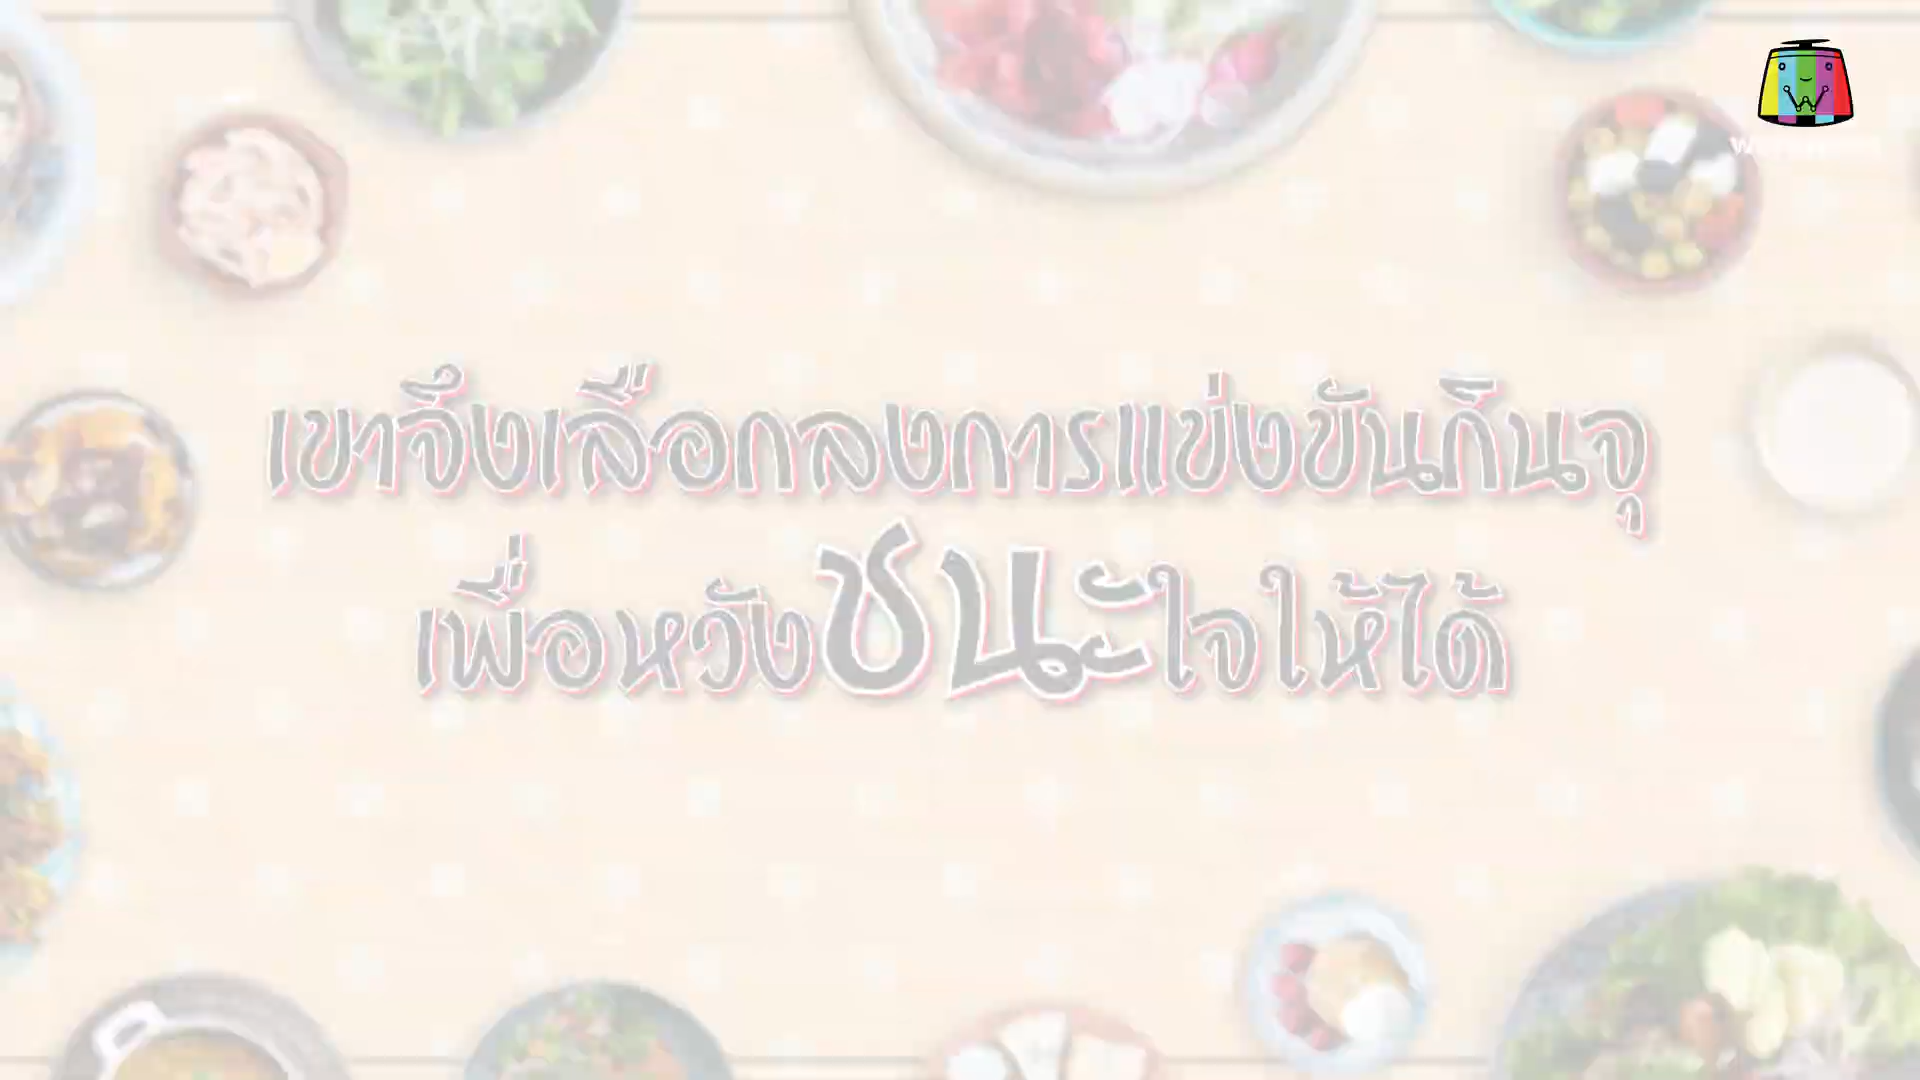 เขาจึงเลือกลงการแข่งขันกินจุ
เพื่อหวังชนะใจให้ได้